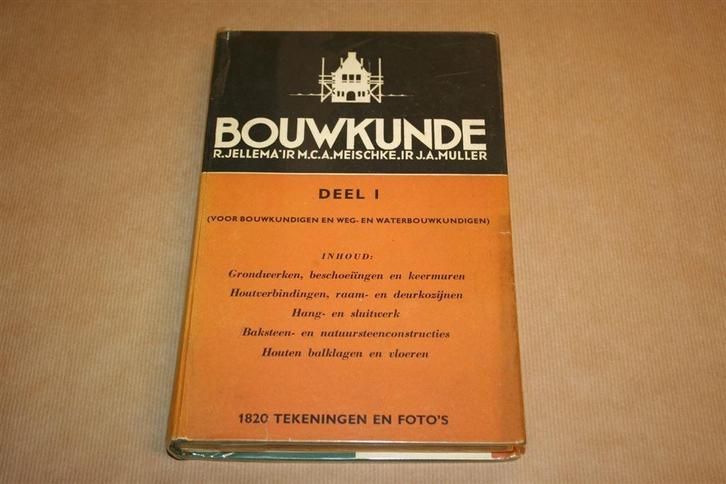 BOUWKUNDE
R.JELLEMA·IR M.C.A.MEISCHKE.IR J.A.MULLER
DEEL I
(VOOR BOUWKUNDIGEN EN WEG- EN WATERBOUWKUNDIGEN)
INHOUD:
Grondwerken, beschoeiïngen en keermuren
Houtverbindingen, raam- en deurkozijnen
Hang- en sluitwerk
Baksteen- en natuursteenconstructies
Houten balklagen en vloeren
1820 TEKENINGEN EN FOTO'S